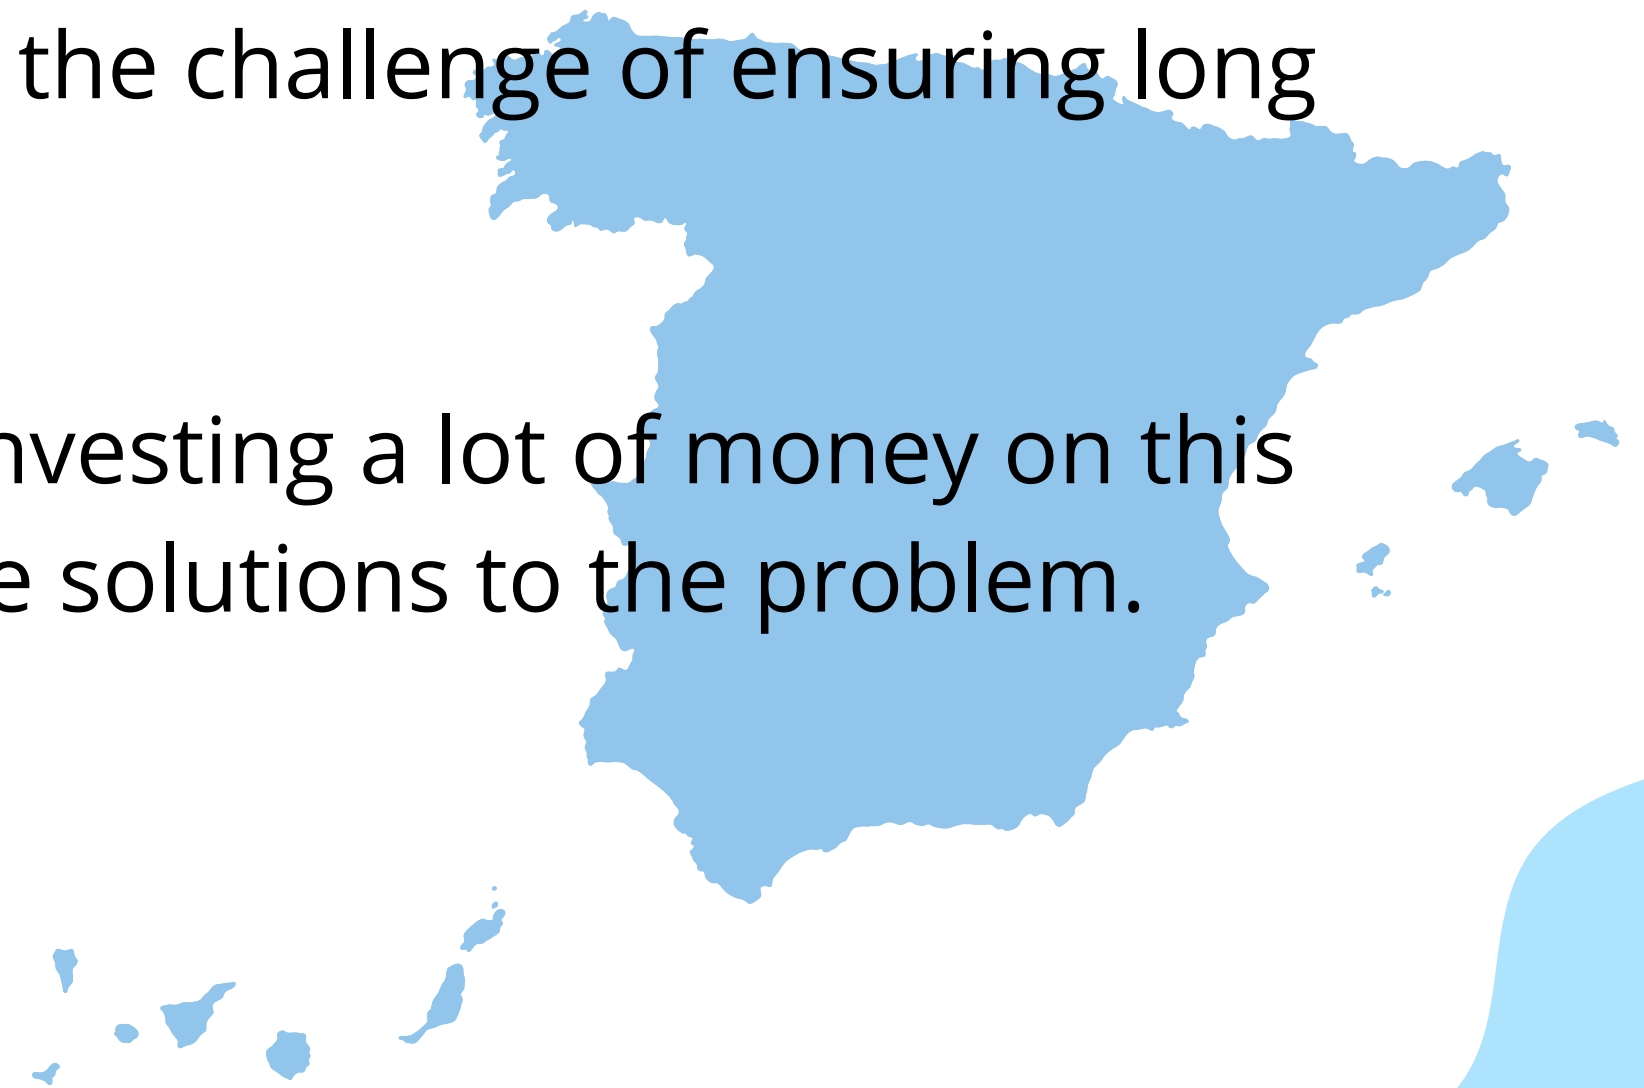 the challenge of ensuring long
nvesting a lot of money on this
e solutions to the problem.